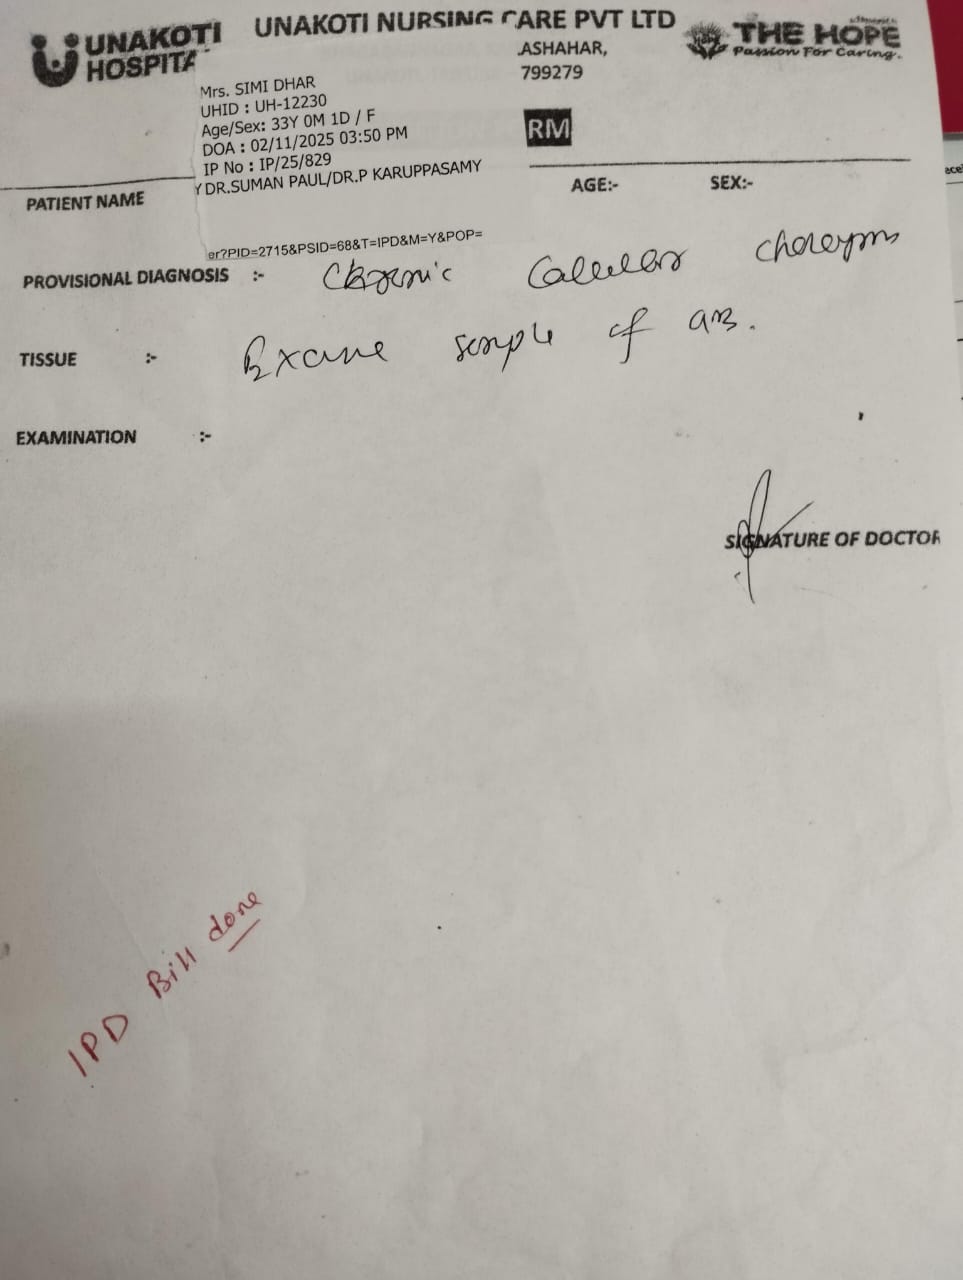 UNAKOTI HOSPITA
UNAKOTI NURSING CARE PVT LTD
.ASHAHAR,
799279
THE HOPE
Passion For Caring.
Mrs. SIMI DHAR
UHID : UH-12230
Age/Sex: 33Y 0M 1D / F
DOA : 02/11/2025 03:50 PM
IP No : IP/25/829
Y DR.SUMAN PAUL/DR.P KARUPPASAMY
RM
PATIENT NAME
AGE:- SEX:-
er?PID=2715&PSID=68&T=IPD&M=Y&POP=
PROVISIONAL DIAGNOSIS :- Chronic
TISSUE :- of
EXAMINATION :-
SIGNATURE OF DOCTOR
IPD Bill done